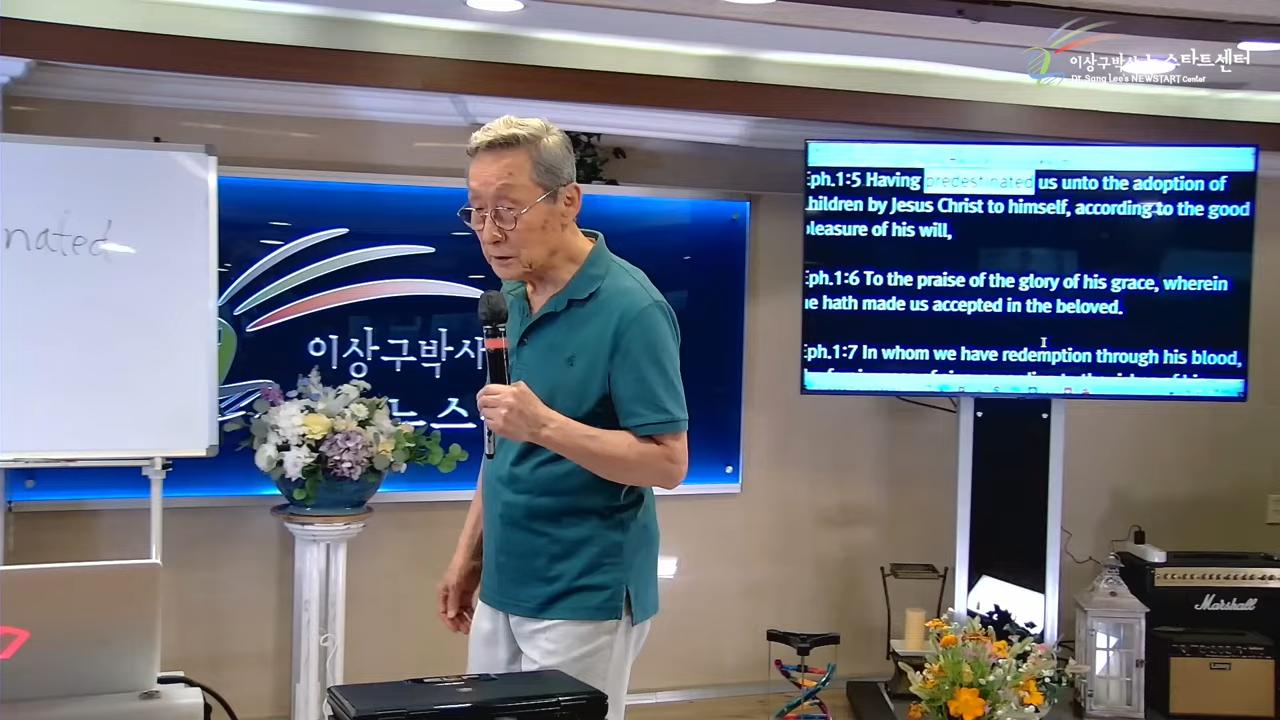 이상구박사 뉴스타트센터
Dr. Sang Lee's NEWSTART Center
nated
이상구박사
뉴스
Eph.1:5 Having predestinated us unto the adoption of
children by Jesus Christ to himself, according to the good
pleasure of his will,
Eph.1:6 To the praise of the glory of his grace, wherein
he hath made us accepted in the beloved.
Eph.1:7 In whom we have redemption through his blood,
Marshall
Laney